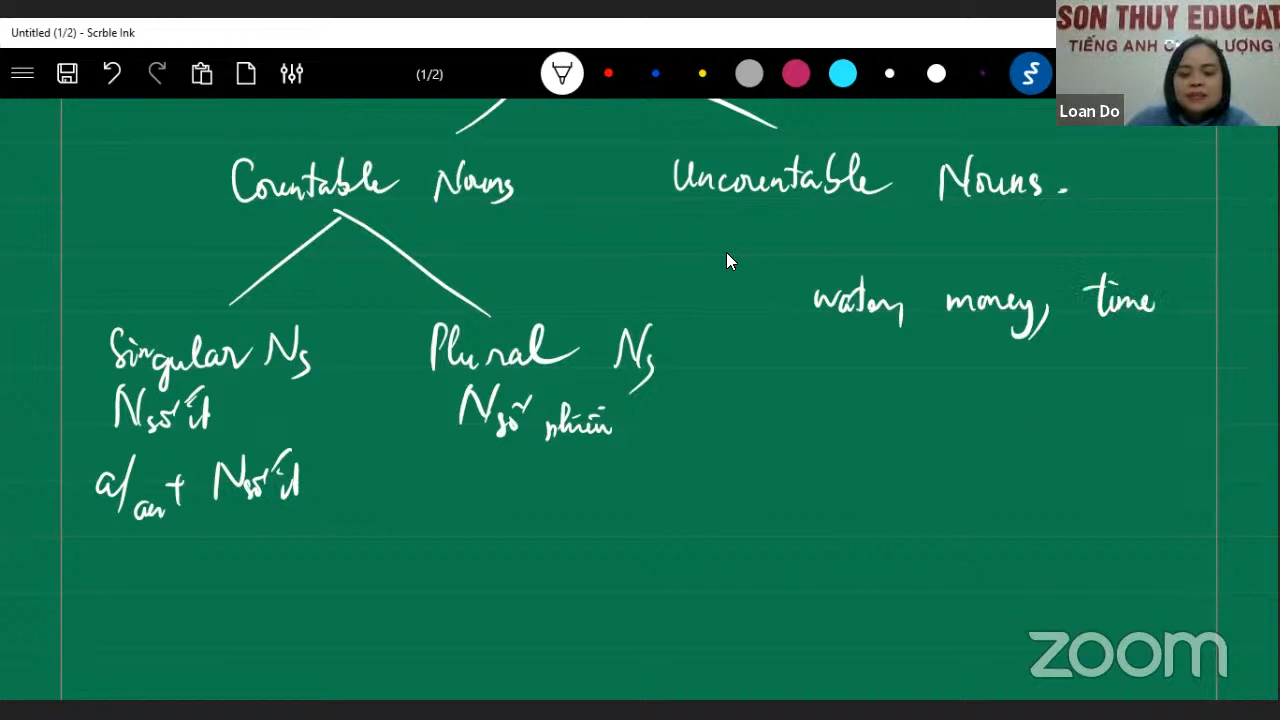 Untitled (1/2) - Scrble Ink
(1/2)
SON THUY EDUCAT
TIẾNG ANH LƯỢNG
Loan Do
Countable Nouns Uncountable Nouns.
water, money, time
Singular Ns Plural Ns
N số ít N số nhiều
a/an + N số ít
zoom